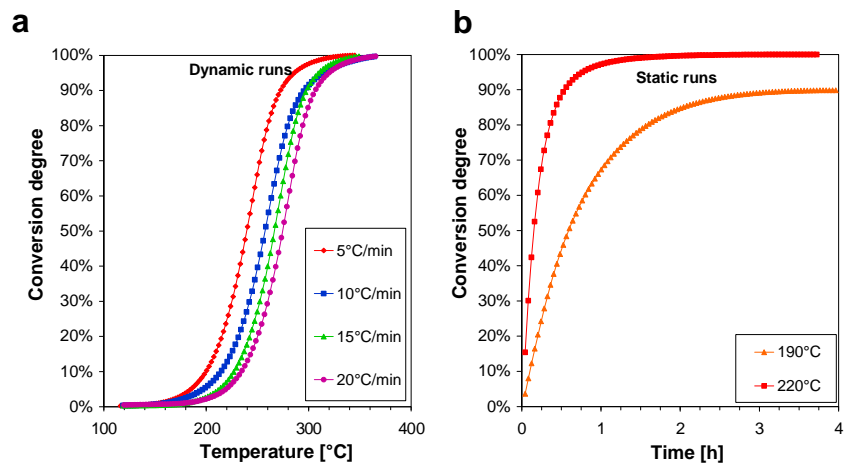 a
100%
90%
80%
70%
60%
50%
40%
30%
20%
10%
0%
Conversion degree
Dynamic runs
5°C/min
10°C/min
15°C/min
20°C/min
100
200
300
400
Temperature [°C]
b
100%
90%
80%
70%
60%
50%
40%
30%
20%
10%
0%
Conversion degree
Static runs
190°C
220°C
0
1
2
3
4
Time [h]